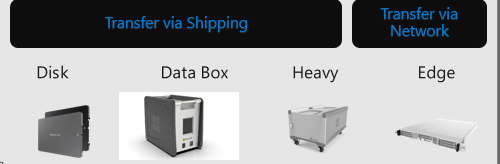 Transfer via Shipping
Transfer via
Network
Disk
Data Box
Heavy
Edge